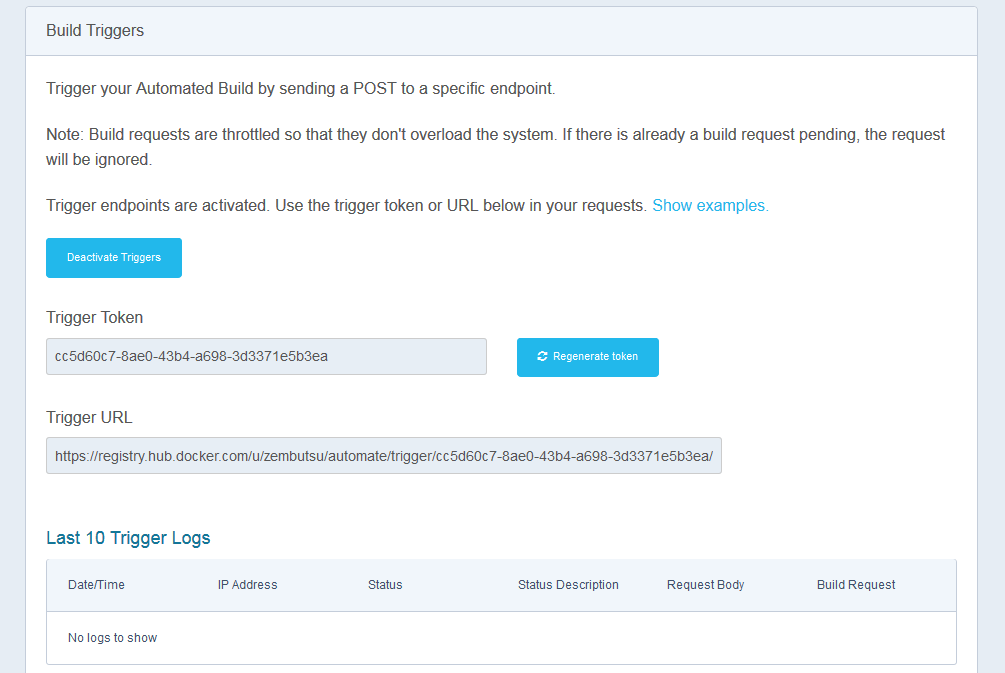 Build Triggers
Trigger your Automated Build by sending a POST to a specific endpoint.
Note: Build requests are throttled so that they don't overload the system. If there is already a build request pending, the request
will be ignored.
Trigger endpoints are activated. Use the trigger token or URL below in your requests. Show examples.
Deactivate Triggers
Trigger Token
cc5d60c7-8ae0-43b4-a698-3d3371e5b3ea
Regenerate token
Trigger URL
https://registry.hub.docker.com/u/zembutsu/automate/trigger/cc5d60c7-8ae0-43b4-a698-3d3371e5b3ea/
Last 10 Trigger Logs
Date/Time IP Address Status Status Description Request Body Build Request
No logs to show